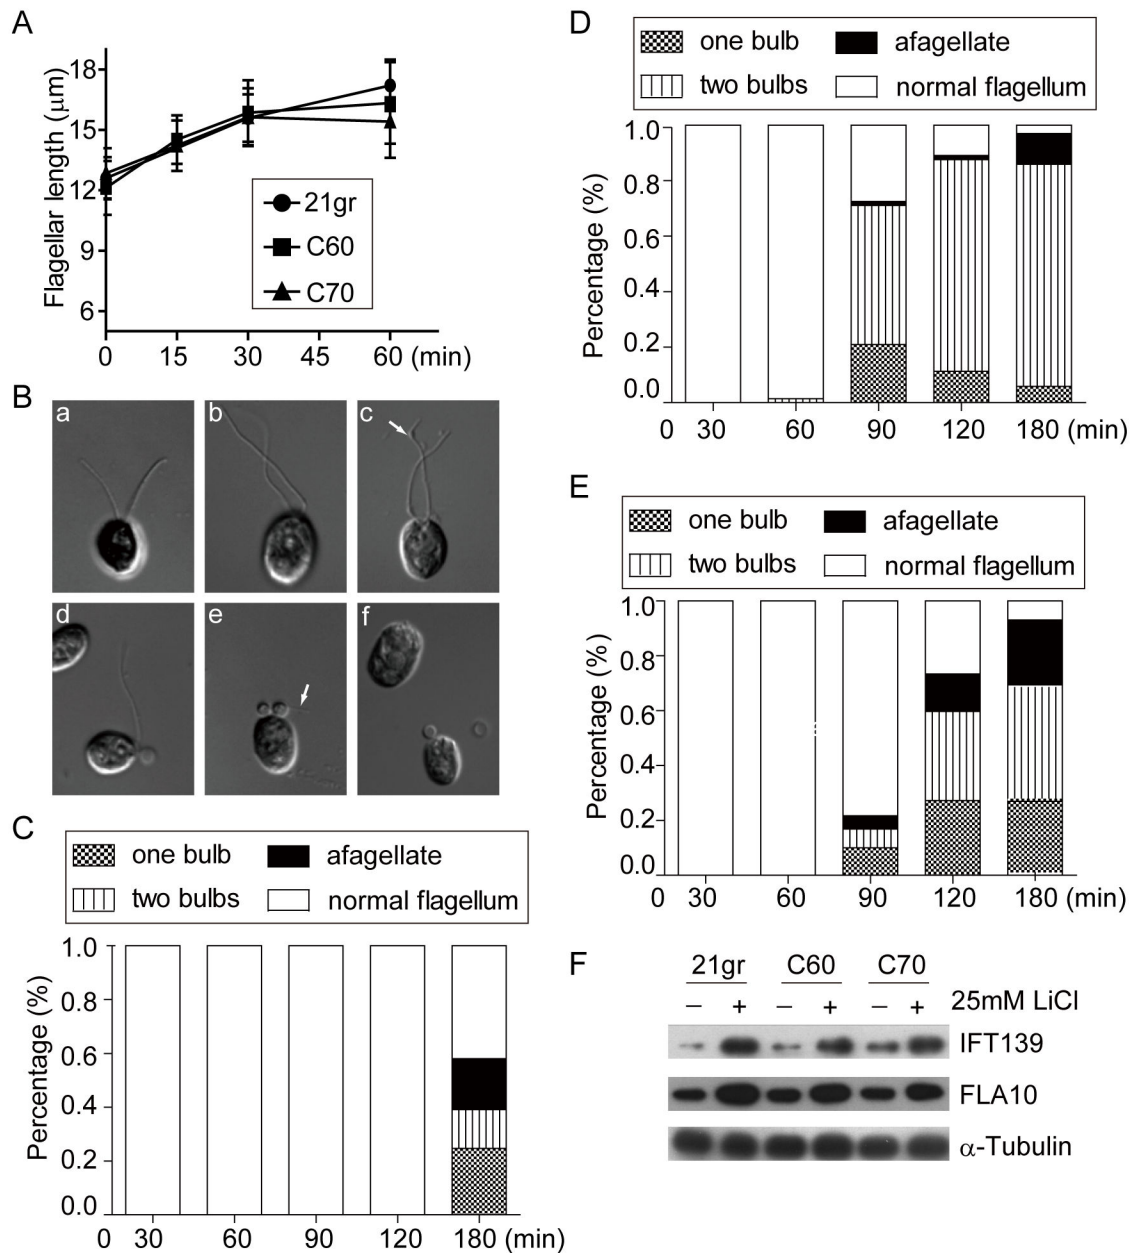 A
Flagellar length (μm)
18
15
12
9
6
0 15 30 45 60 (min)
21gr
C60
C70
B
a b c
d e f
C
one bulb afagellate
two bulbs normal flagellum
Percentage (%)
1.0
0.8
0.6
0.4
0.2
0.0
0 30 60 90 120 180 (min)
D
one bulb afagellate
two bulbs normal flagellum
Percentage (%)
1.0
0.8
0.6
0.4
0.2
0.0
0 30 60 90 120 180 (min)
E
one bulb afagellate
two bulbs normal flagellum
Percentage (%)
1.0
0.8
0.6
0.4
0.2
0.0
0 30 60 90 120 180 (min)
F
21gr C60 C70
− + − + − + 25mM LiCl
IFT139
FLA10
α-Tubulin